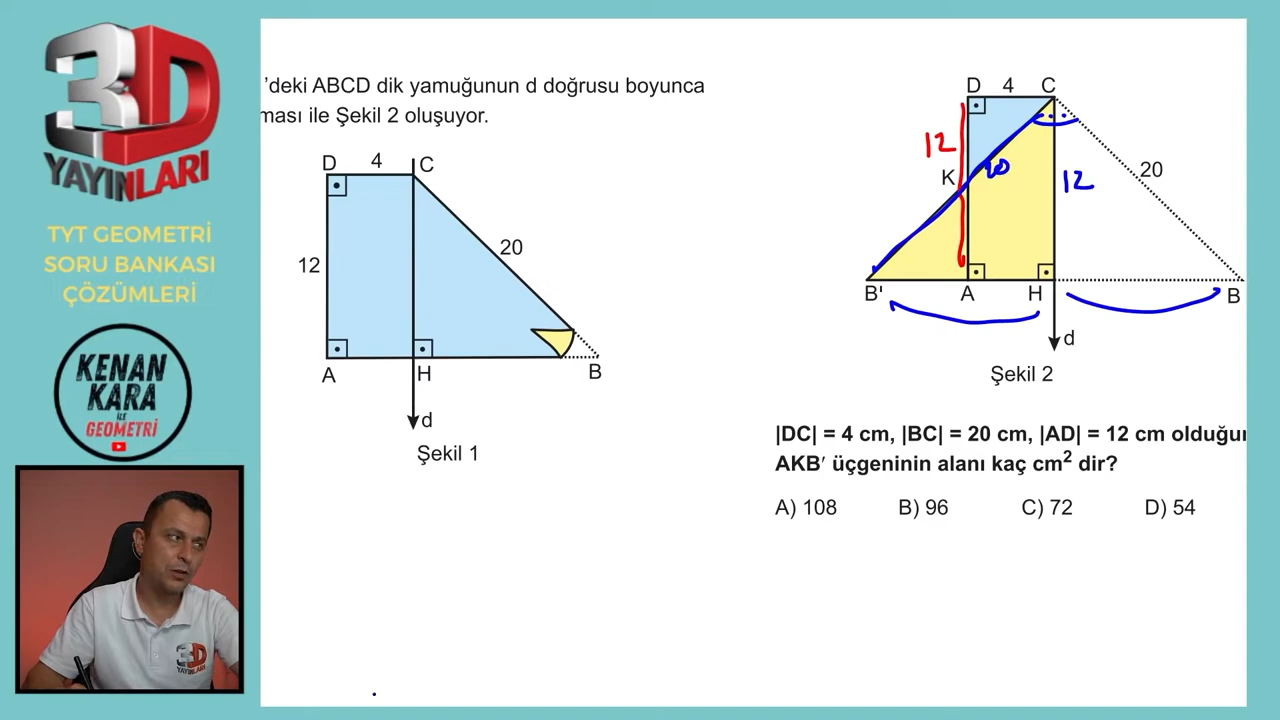 3D
YAYINLARI
TYT GEOMETRİ
SORU BANKASI
ÇÖZÜMLERİ
KENAN
KARA
İLE
GEOMETRİ
3D
YAYINLARI
'deki ABCD dik yamuğunun d doğrusu boyunca
ması ile Şekil 2 oluşuyor.
D 4 C
12
20
A H B
d
Şekil 1
D 4 C
12
K 20 12 20
B' A H B
d
Şekil 2
|DC| = 4 cm, |BC| = 20 cm, |AD| = 12 cm olduğun
AKB′ üçgeninin alanı kaç cm² dir?
A) 108 B) 96 C) 72 D) 54